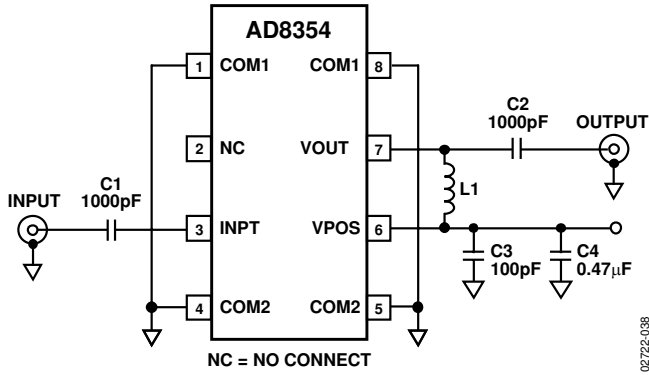 AD8354
1 COM1 COM1 8
C2
1000pF
OUTPUT
2 NC VOUT 7
C1
1000pF
L1
INPUT
3 INPT VPOS 6
C3
100pF
C4
0.47μF
4 COM2 COM2 5
NC = NO CONNECT
02722-038